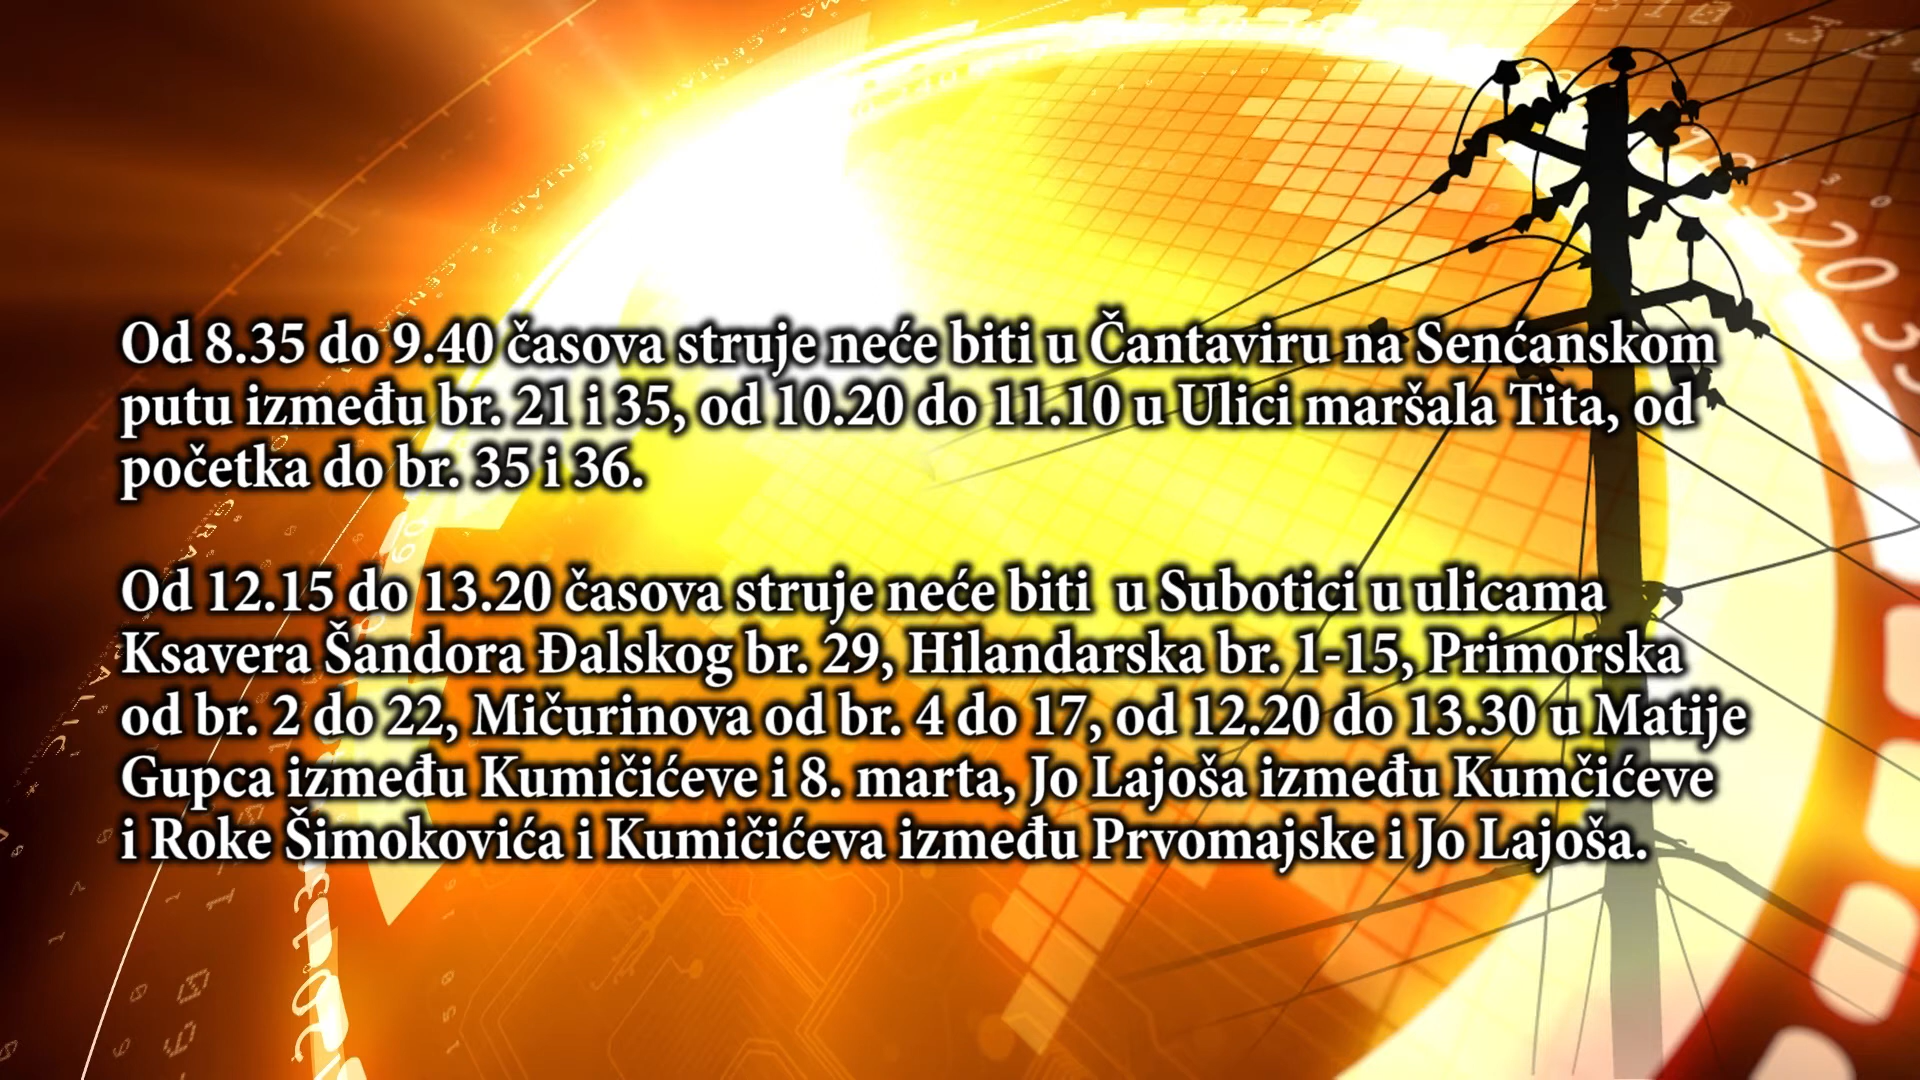 Od 8.35 do 9.40 časova struje neće biti u Čantaviru na Senćanskom
putu između br. 21 i 35, od 10.20 do 11.10 u Ulici maršala Tita, od
početka do br. 35 i 36.
Od 12.15 do 13.20 časova struje neće biti  u Subotici u ulicama
Ksavera Šandora Đalskog br. 29, Hilandarska br. 1-15, Primorska
od br. 2 do 22, Mičurinova od br. 4 do 17, od 12.20 do 13.30 u Matije
Gupca između Kumičićeve i 8. marta, Jo Lajoša između Kumčićeve
i Roke Šimokovića i Kumičićeva između Prvomajske i Jo Lajoša.